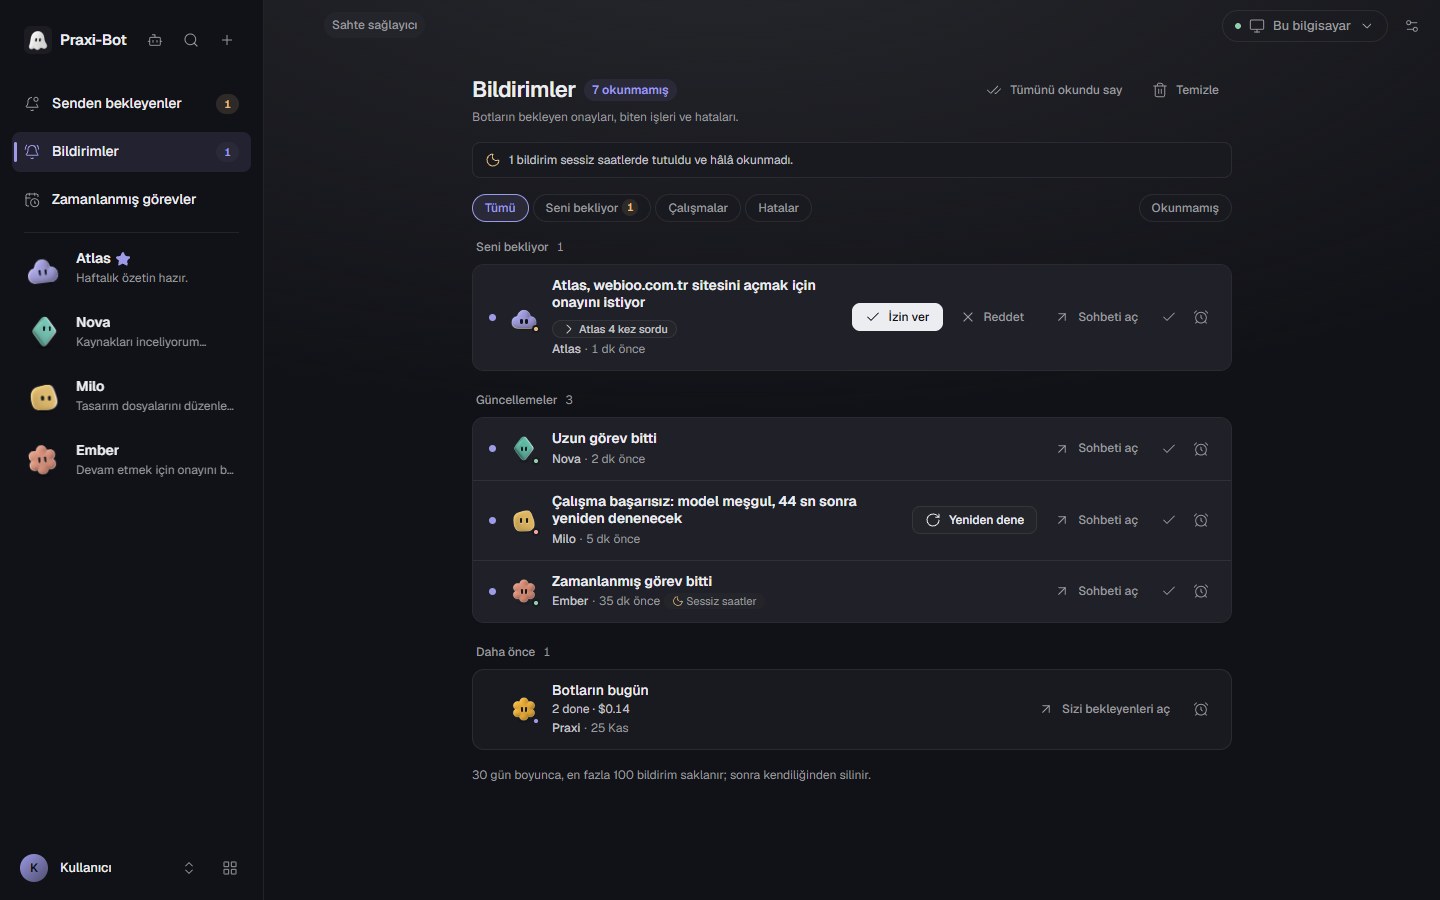 Praxi-Bot
Senden bekleyenler 1
Bildirimler 1
Zamanlanmış görevler
Atlas
Haftalık özetin hazır.
Nova
Kaynakları inceliyorum...
Milo
Tasarım dosyalarını düzenle...
Ember
Devam etmek için onayını b...
K Kullanıcı
Sahte sağlayıcı
Bu bilgisayar
Bildirimler 7 okunmamış
Tümünü okundu say Temizle
Botların bekleyen onayları, biten işleri ve hataları.
1 bildirim sessiz saatlerde tutuldu ve hâlâ okunmadı.
Tümü Seni bekliyor 1 Çalışmalar Hatalar Okunmamış
Seni bekliyor 1
Atlas, webioo.com.tr sitesini açmak için
onayını istiyor
Atlas 4 kez sordu
Atlas · 1 dk önce
İzin ver Reddet Sohbeti aç
Güncellemeler 3
Uzun görev bitti
Nova · 2 dk önce
Sohbeti aç
Çalışma başarısız: model meşgul, 44 sn sonra
yeniden denenecek
Milo · 5 dk önce
Yeniden dene Sohbeti aç
Zamanlanmış görev bitti
Ember · 35 dk önce Sessiz saatler
Sohbeti aç
Daha önce 1
Botların bugün
2 done · $0.14
Praxi · 25 Kas
Sizi bekleyenleri aç
30 gün boyunca, en fazla 100 bildirim saklanır; sonra kendiliğinden silinir.